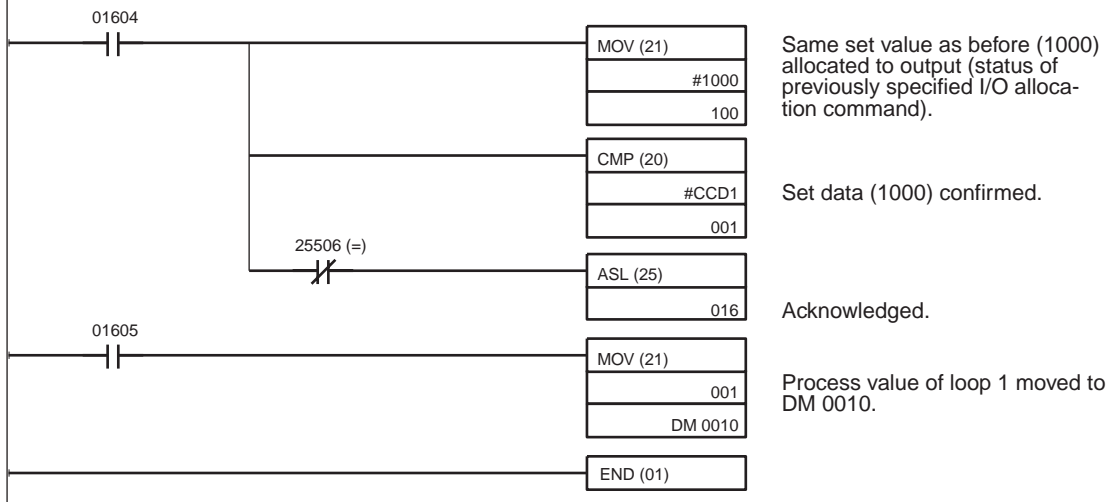 01604
MOV (21)
#1000
100
Same set value as before (1000)
allocated to output (status of
previously specified I/O alloca-
tion command).
CMP (20)
#CCD1
001
Set data (1000) confirmed.
25506 (=)
ASL (25)
016
Acknowledged.
01605
MOV (21)
001
DM 0010
Process value of loop 1 moved to
DM 0010.
END (01)